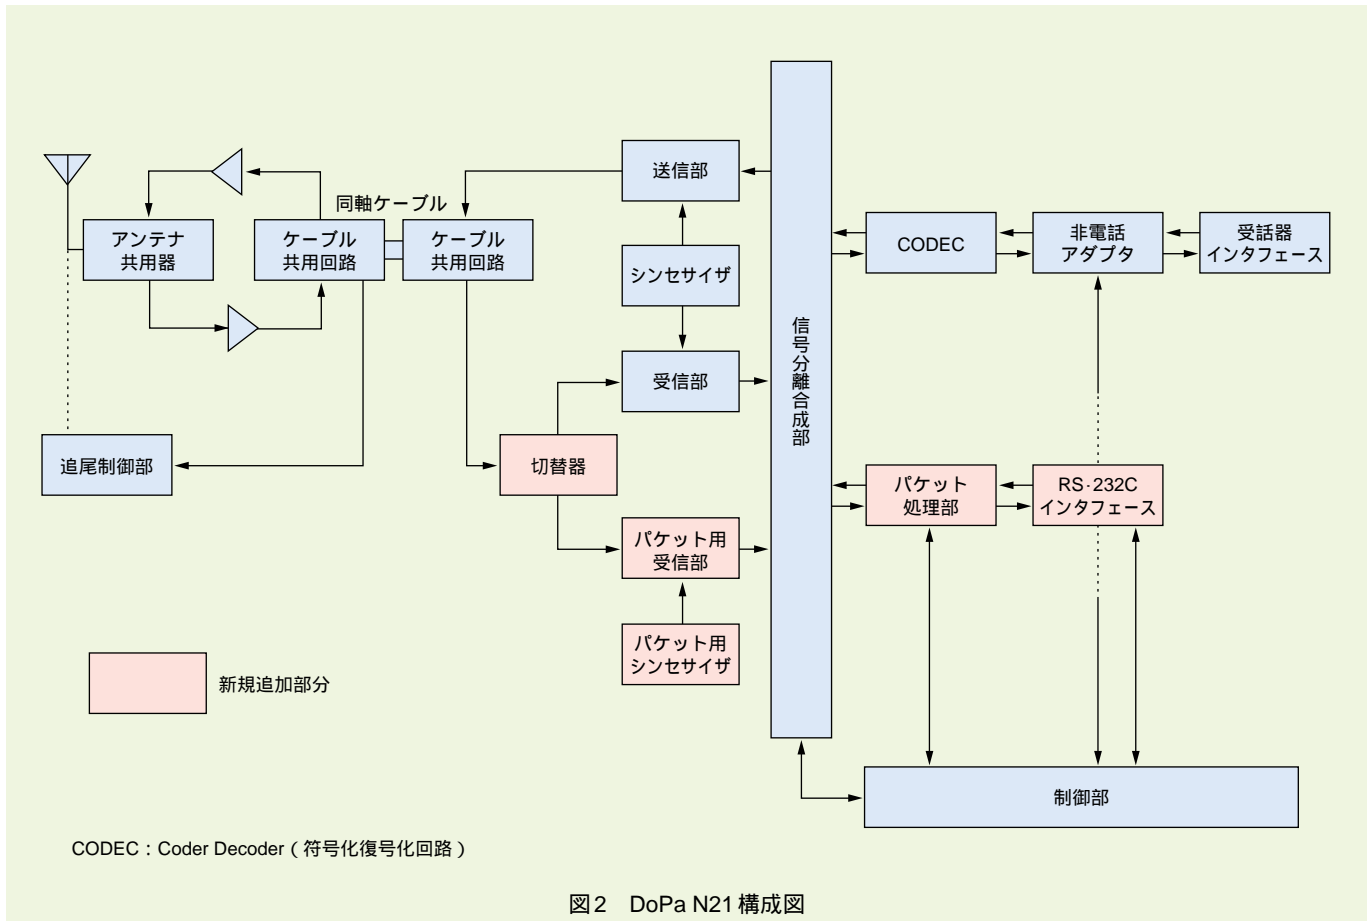 送信部
同軸ケーブル
アンテナ
共用器
ケーブル
共用回路
ケーブル
共用回路
シンセサイザ
CODEC
非電話
アダプタ
受話器
インタフェース
信号分離合成部
受信部
追尾制御部
切替器
パケット
処理部
RS-232C
インタフェース
パケット用
受信部
パケット用
シンセサイザ
新規追加部分
制御部
CODEC：Coder Decoder（符号化復号化回路）
図2　DoPa N21 構成図